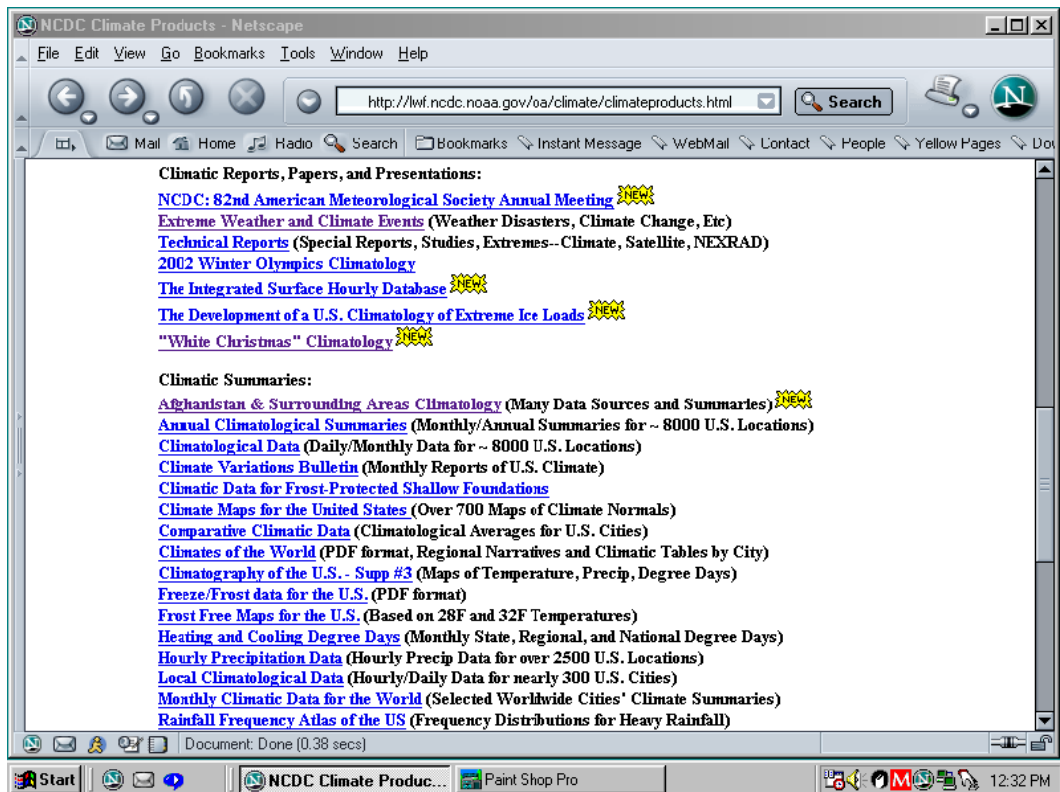 NCDC Climate Products - Netscape
File Edit View Go Bookmarks Tools Window Help
http://lwf.ncdc.noaa.gov/oa/climate/climateproducts.html Search N
Mail Home Radio Search Bookmarks Instant Message WebMail Contact People Yellow Pages Dow
Climatic Reports, Papers, and Presentations:
NCDC: 82nd American Meteorological Society Annual Meeting NEW
Extreme Weather and Climate Events (Weather Disasters, Climate Change, Etc)
Technical Reports (Special Reports, Studies, Extremes--Climate, Satellite, NEXRAD)
2002 Winter Olympics Climatology
The Integrated Surface Hourly Database NEW
The Development of a U.S. Climatology of Extreme Ice Loads NEW
"White Christmas" Climatology NEW
Climatic Summaries:
Afghanistan & Surrounding Areas Climatology (Many Data Sources and Summaries) NEW
Annual Climatological Summaries (Monthly/Annual Summaries for ~ 8000 U.S. Locations)
Climatological Data (Daily/Monthly Data for ~ 8000 U.S. Locations)
Climate Variations Bulletin (Monthly Reports of U.S. Climate)
Climatic Data for Frost-Protected Shallow Foundations
Climate Maps for the United States (Over 700 Maps of Climate Normals)
Comparative Climatic Data (Climatological Averages for U.S. Cities)
Climates of the World (PDF format, Regional Narratives and Climatic Tables by City)
Climatography of the U.S. - Supp #3 (Maps of Temperature, Precip, Degree Days)
Freeze/Frost data for the U.S. (PDF format)
Frost Free Maps for the U.S. (Based on 28F and 32F Temperatures)
Heating and Cooling Degree Days (Monthly State, Regional, and National Degree Days)
Hourly Precipitation Data (Hourly Precip Data for over 2500 U.S. Locations)
Local Climatological Data (Hourly/Daily Data for nearly 300 U.S. Cities)
Monthly Climatic Data for the World (Selected Worldwide Cities' Climate Summaries)
Rainfall Frequency Atlas of the US (Frequency Distributions for Heavy Rainfall)
Document: Done (0.38 secs)
Start NCDC Climate Produc... Paint Shop Pro M 12:32 PM